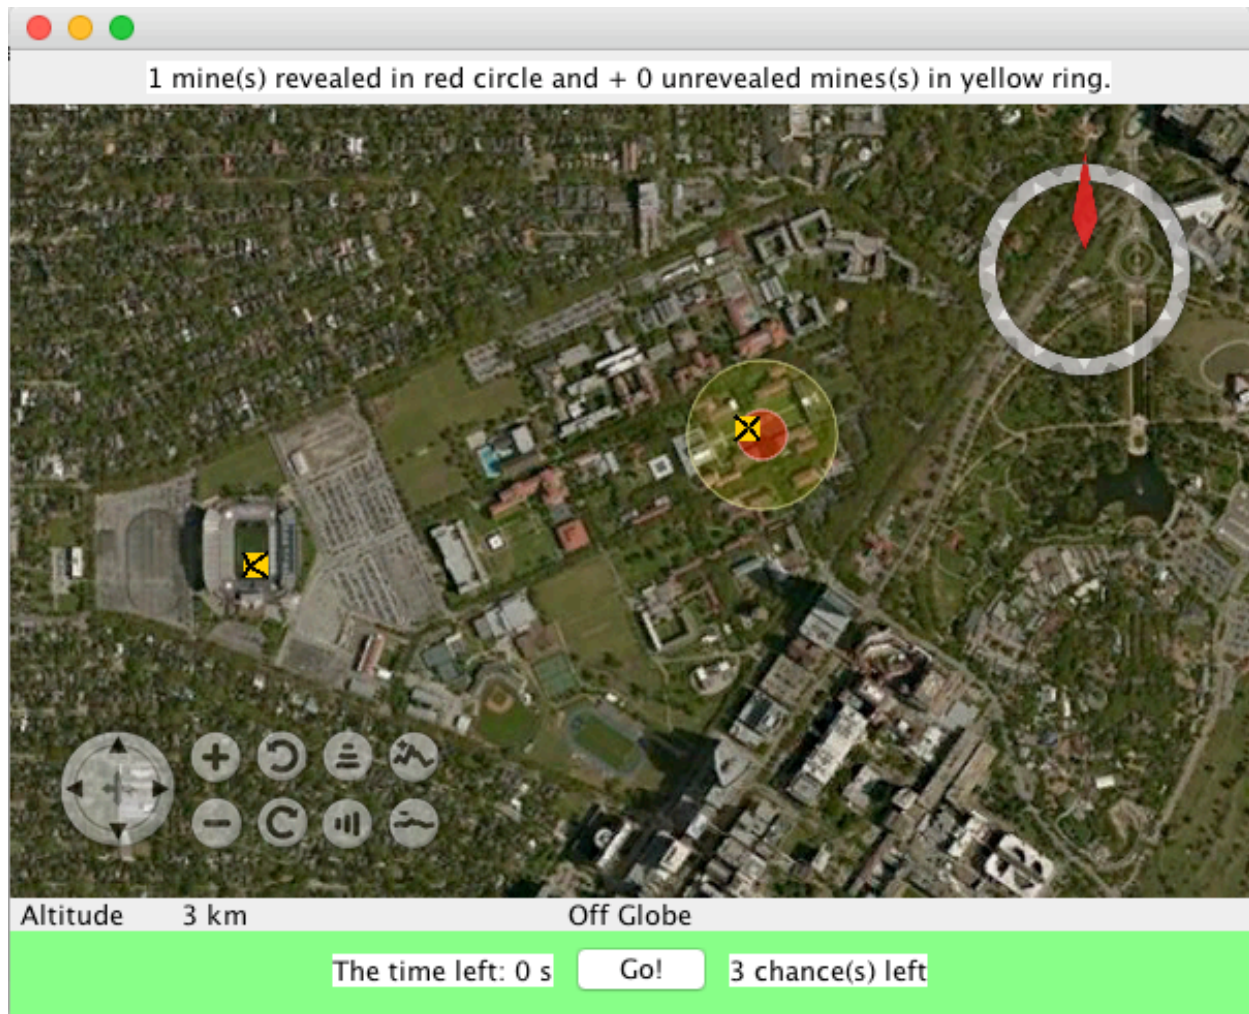 1 mine(s) revealed in red circle and + 0 unrevealed mines(s) in yellow ring.
Altitude 3 km Off Globe
The time left: 0 s Go! 3 chance(s) left